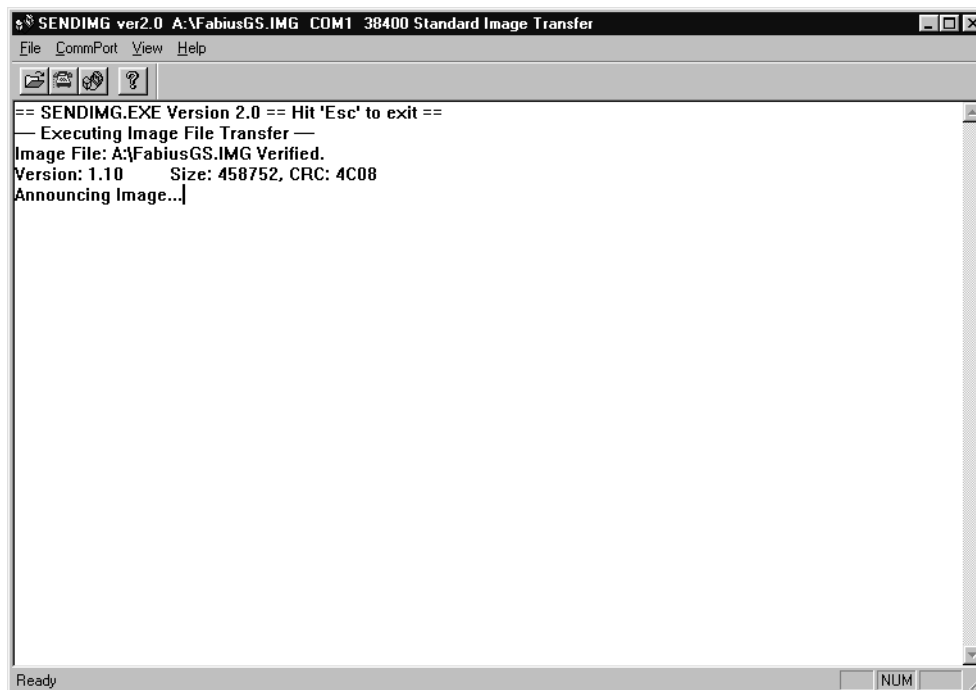 SENDIMG ver2.0 A:\FabiusGS.IMG COM1 38400 Standard Image Transfer
File CommPort View Help
== SENDIMG.EXE Version 2.0 == Hit 'Esc' to exit ==
— Executing Image File Transfer —
Image File: A:\FabiusGS.IMG Verified.
Version: 1.10 Size: 458752, CRC: 4C08
Announcing Image...
Ready NUM